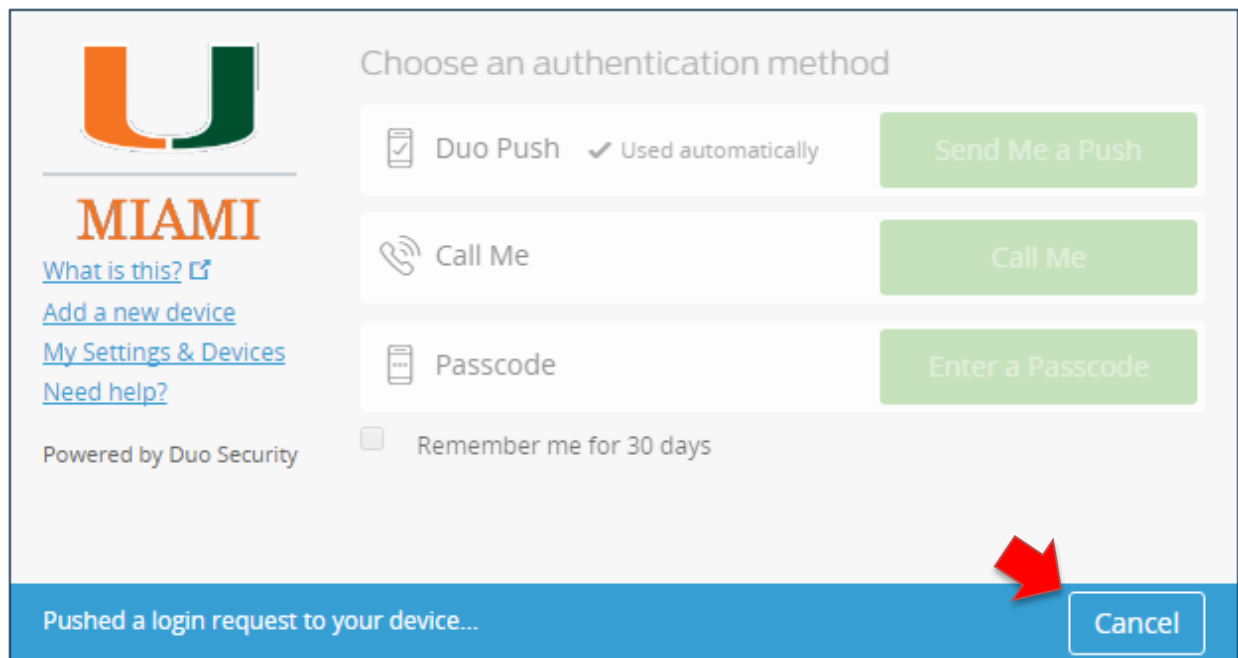 U
MIAMI
What is this?
Add a new device
My Settings & Devices
Need help?
Powered by Duo Security
Choose an authentication method
Duo Push ✔ Used automatically
Send Me a Push
Call Me
Call Me
Passcode
Enter a Passcode
Remember me for 30 days
Pushed a login request to your device...
Cancel